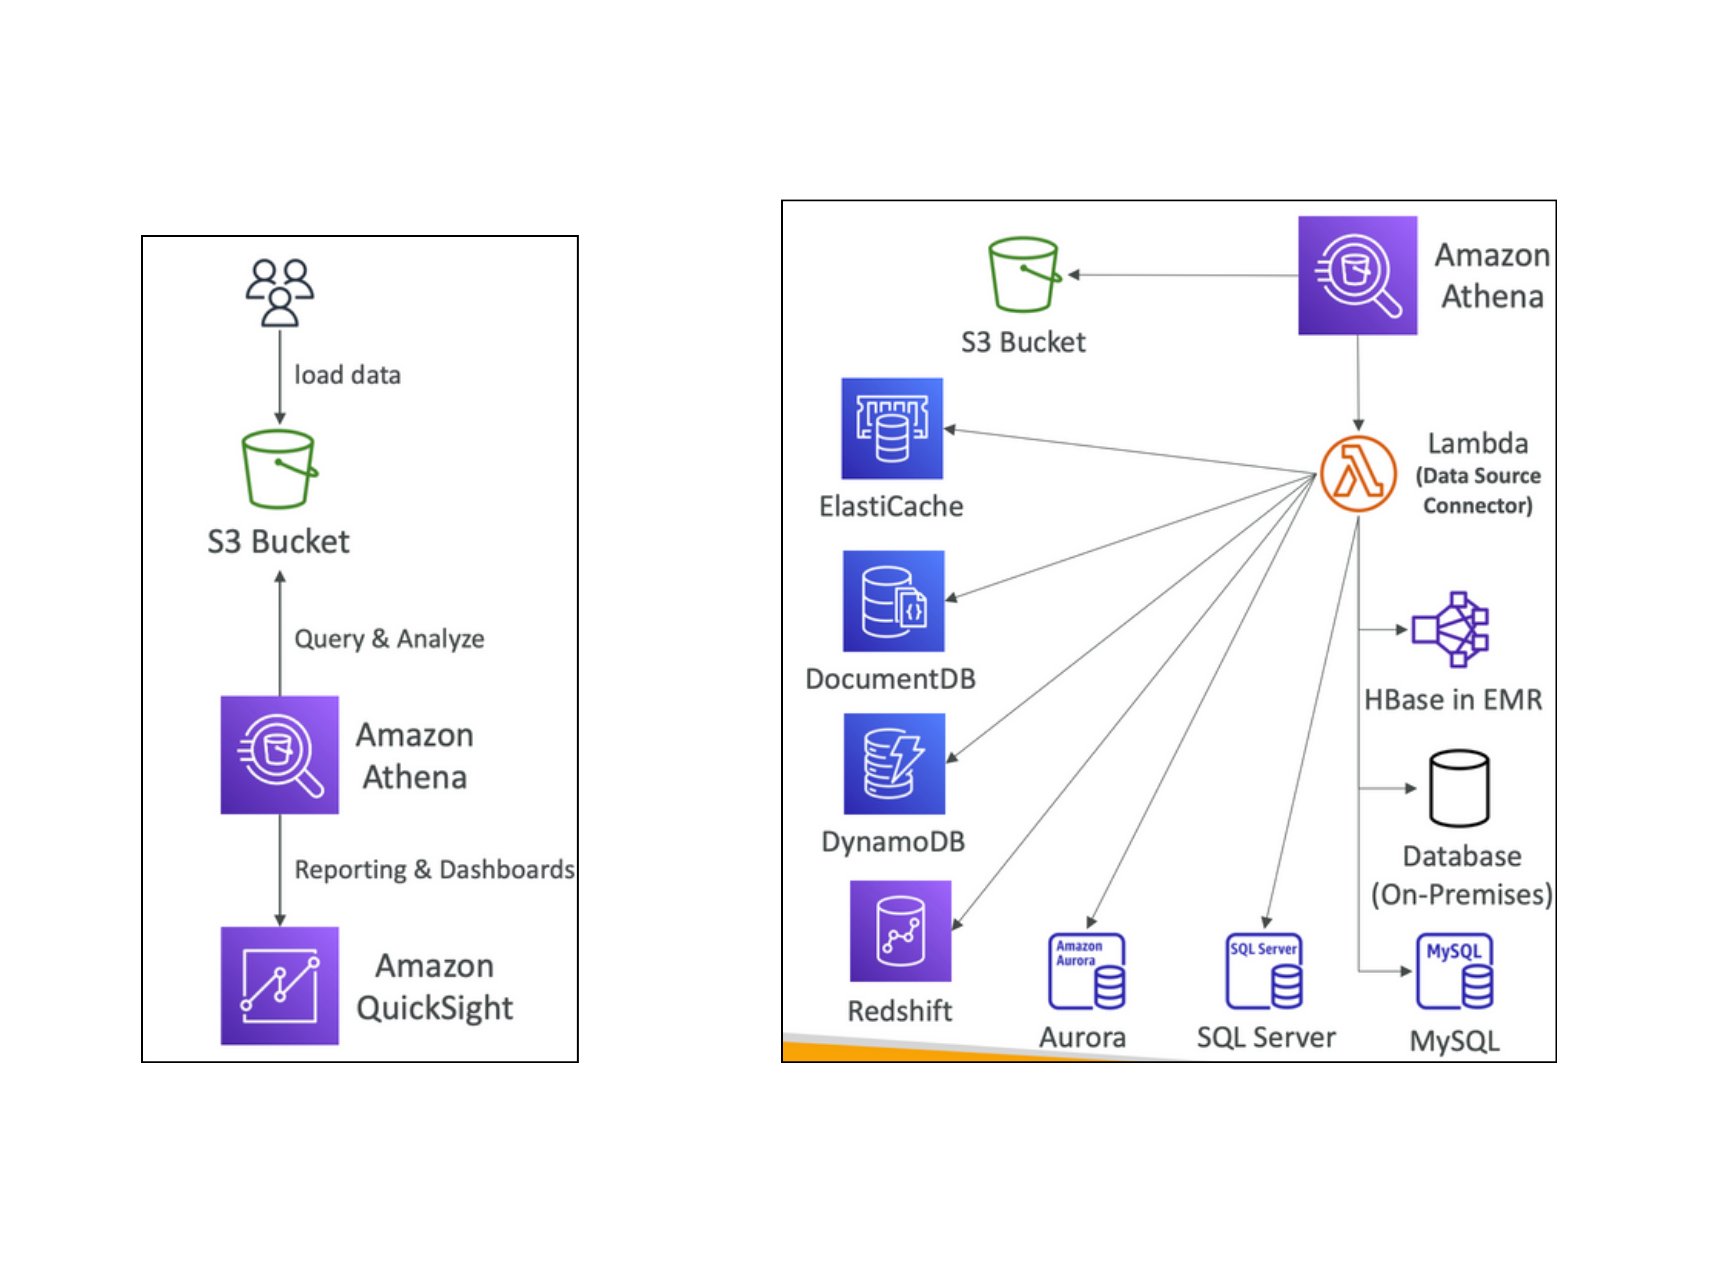 load data
S3 Bucket
Query & Analyze
Amazon
Athena
Reporting & Dashboards
Amazon
QuickSight
Amazon
Athena
S3 Bucket
Lambda
(Data Source
Connector)
ElastiCache
DocumentDB
HBase in EMR
DynamoDB
Database
(On-Premises)
Redshift
Amazon
Aurora
Aurora
SQL Server
SQL Server
MySQL
MySQL